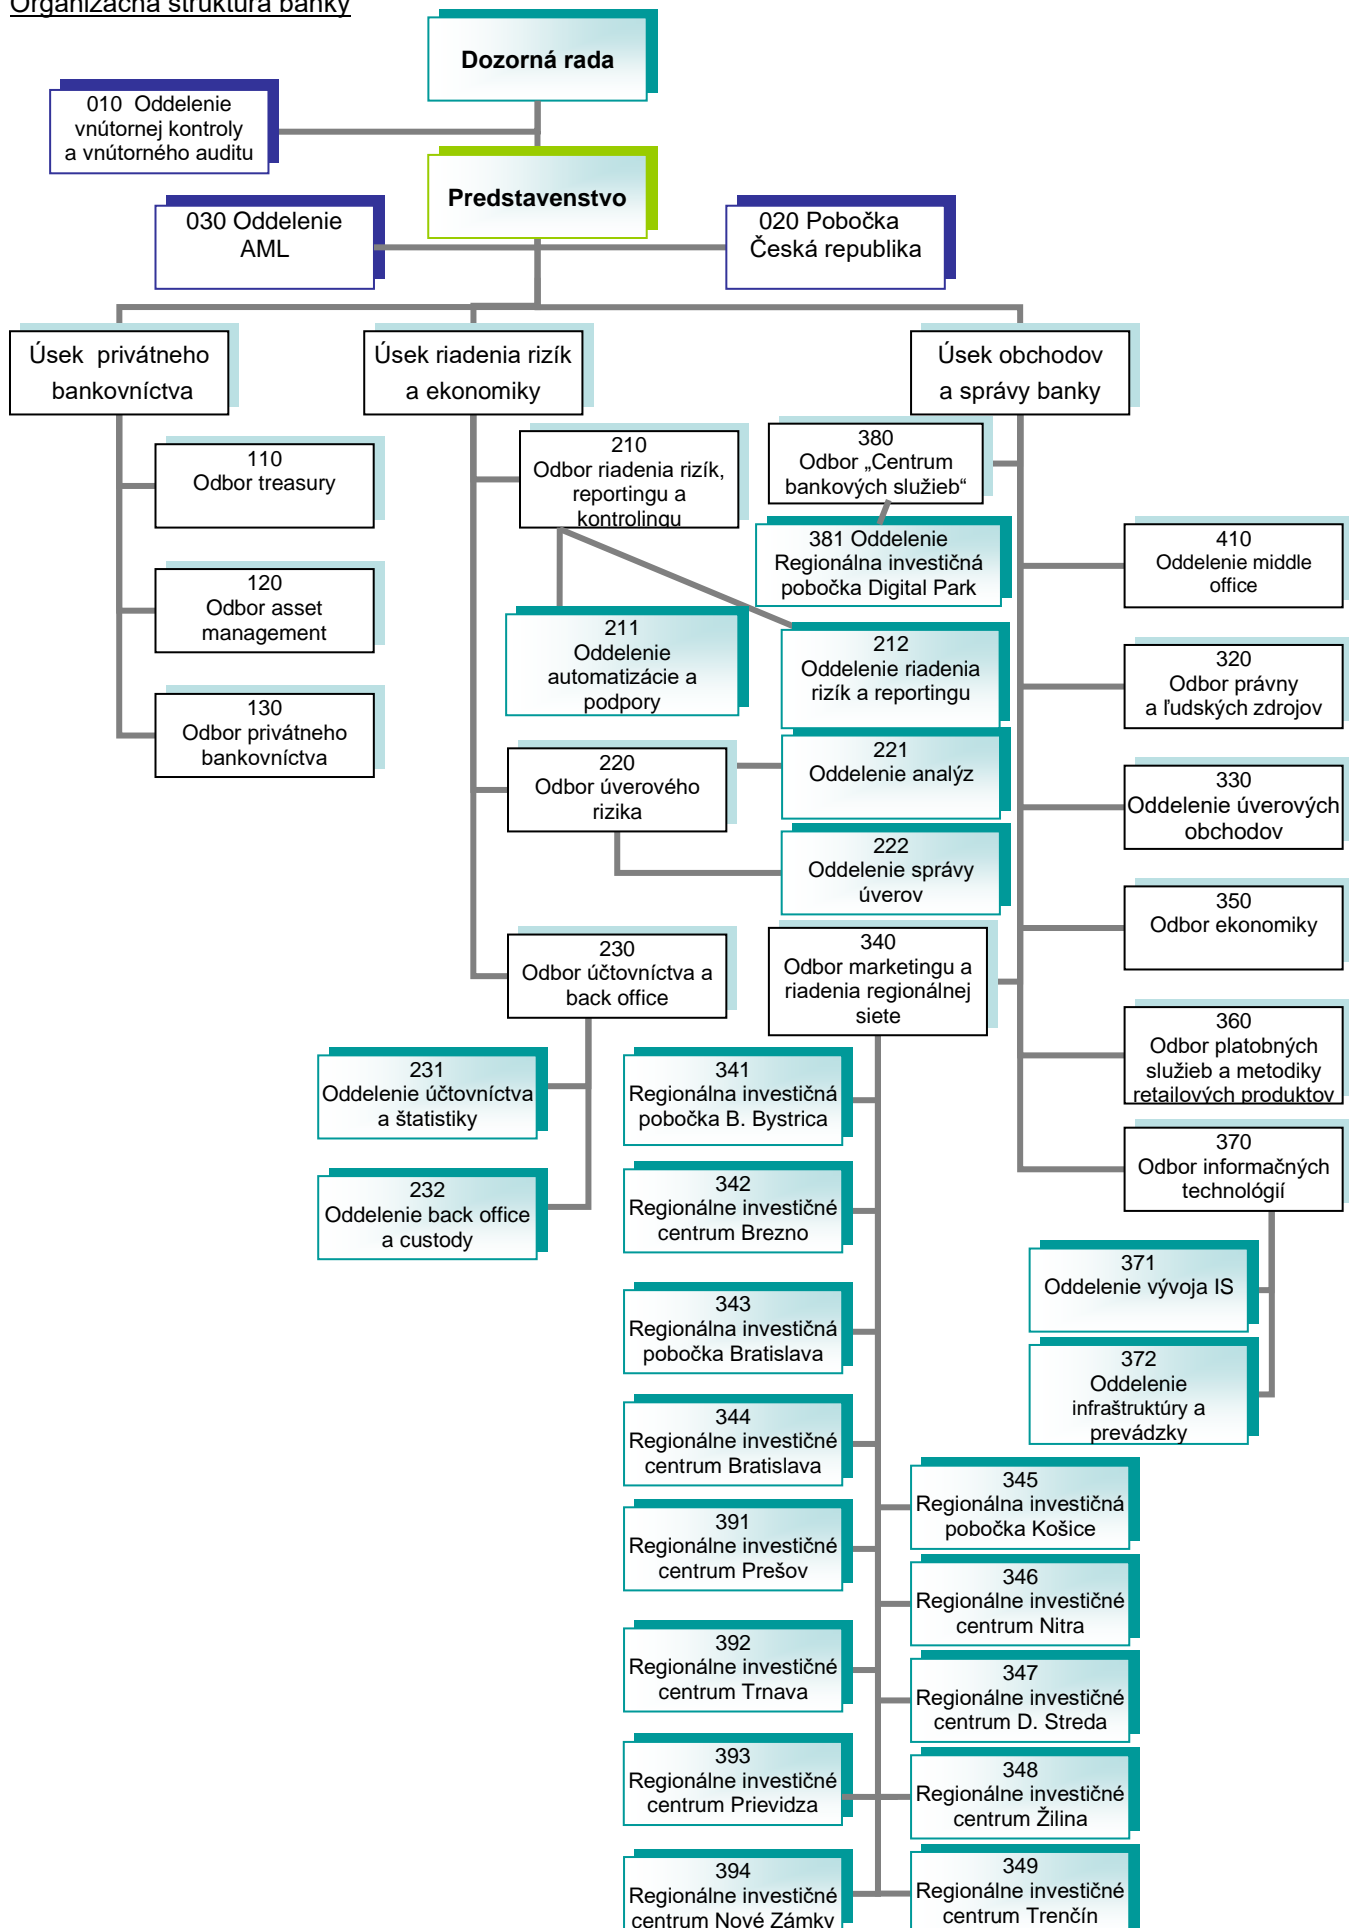 Organizačná štruktúra banky
Dozorná rada
010 Oddelenie
vnútornej kontroly
a vnútorného auditu
Predstavenstvo
030 Oddelenie
AML
020 Pobočka
Česká republika
Úsek privátneho
bankovníctva
Úsek riadenia rizík
a ekonomiky
Úsek obchodov
a správy banky
110
Odbor treasury
120
Odbor asset
management
130
Odbor privátneho
bankovníctva
210
Odbor riadenia rizík,
reportingu a
kontrolingu
211
Oddelenie
automatizácie a
podpory
212
Oddelenie riadenia
rizík a reportingu
220
Odbor úverového
rizika
221
Oddelenie analýz
222
Oddelenie správy
úverov
230
Odbor účtovníctva a
back office
231
Oddelenie účtovníctva
a štatistiky
232
Oddelenie back office
a custody
380
Odbor „Centrum
bankových služieb“
381 Oddelenie
Regionálna investičná
pobočka Digital Park
410
Oddelenie middle
office
320
Odbor právny
a ľudských zdrojov
330
Oddelenie úverových
obchodov
350
Odbor ekonomiky
360
Odbor platobných
služieb a metodiky
retailových produktov
370
Odbor informačných
technológií
371
Oddelenie vývoja IS
372
Oddelenie
infraštruktúry a
prevádzky
340
Odbor marketingu a
riadenia regionálnej
siete
341
Regionálna investičná
pobočka B. Bystrica
342
Regionálne investičné
centrum Brezno
343
Regionálna investičná
pobočka Bratislava
344
Regionálne investičné
centrum Bratislava
391
Regionálne investičné
centrum Prešov
392
Regionálne investičné
centrum Trnava
393
Regionálne investičné
centrum Prievidza
394
Regionálne investičné
centrum Nové Zámky
345
Regionálna investičná
pobočka Košice
346
Regionálne investičné
centrum Nitra
347
Regionálne investičné
centrum D. Streda
348
Regionálne investičné
centrum Žilina
349
Regionálne investičné
centrum Trenčín